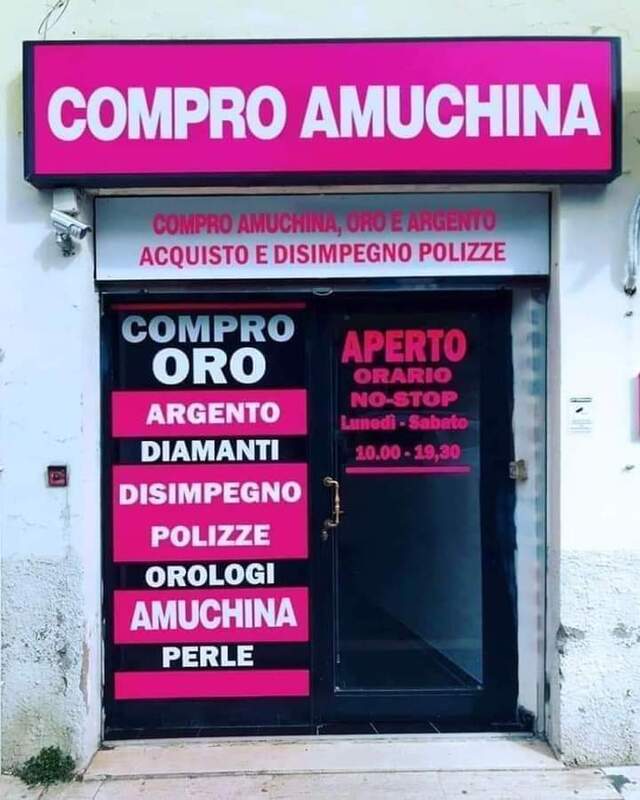 COMPRO AMUCHINA
COMPRO AMUCHINA, ORO E ARGENTO
ACQUISTO E DISIMPEGNO POLIZZE
COMPRO
ORO
ARGENTO
DIAMANTI
DISIMPEGNO
POLIZZE
OROLOGI
AMUCHINA
PERLE
APERTO
ORARIO
NO-STOP
Lunedì - Sabato
10.00 - 19,30